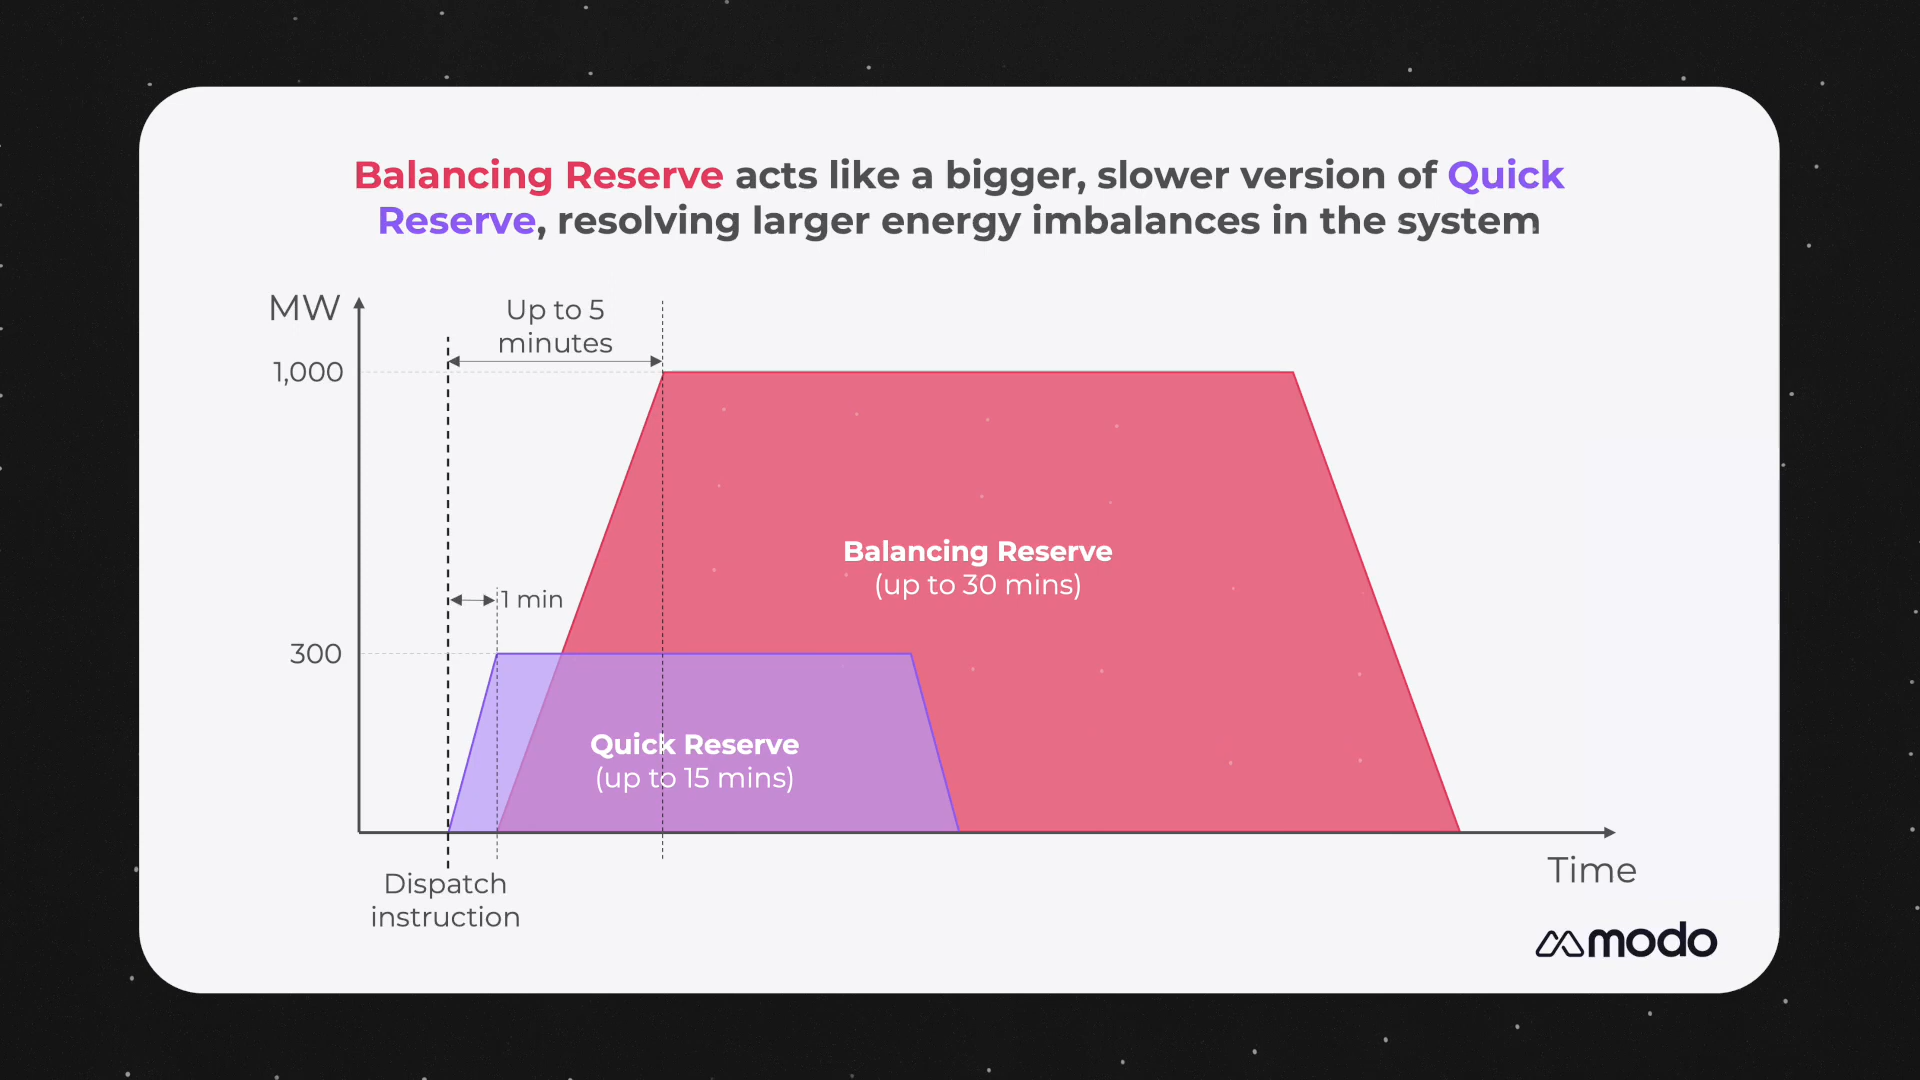 Balancing Reserve acts like a bigger, slower version of Quick
Reserve, resolving larger energy imbalances in the system
MW
Up to 5
minutes
1,000
Balancing Reserve
(up to 30 mins)
1 min
300
Quick Reserve
(up to 15 mins)
Time
Dispatch
instruction
modo